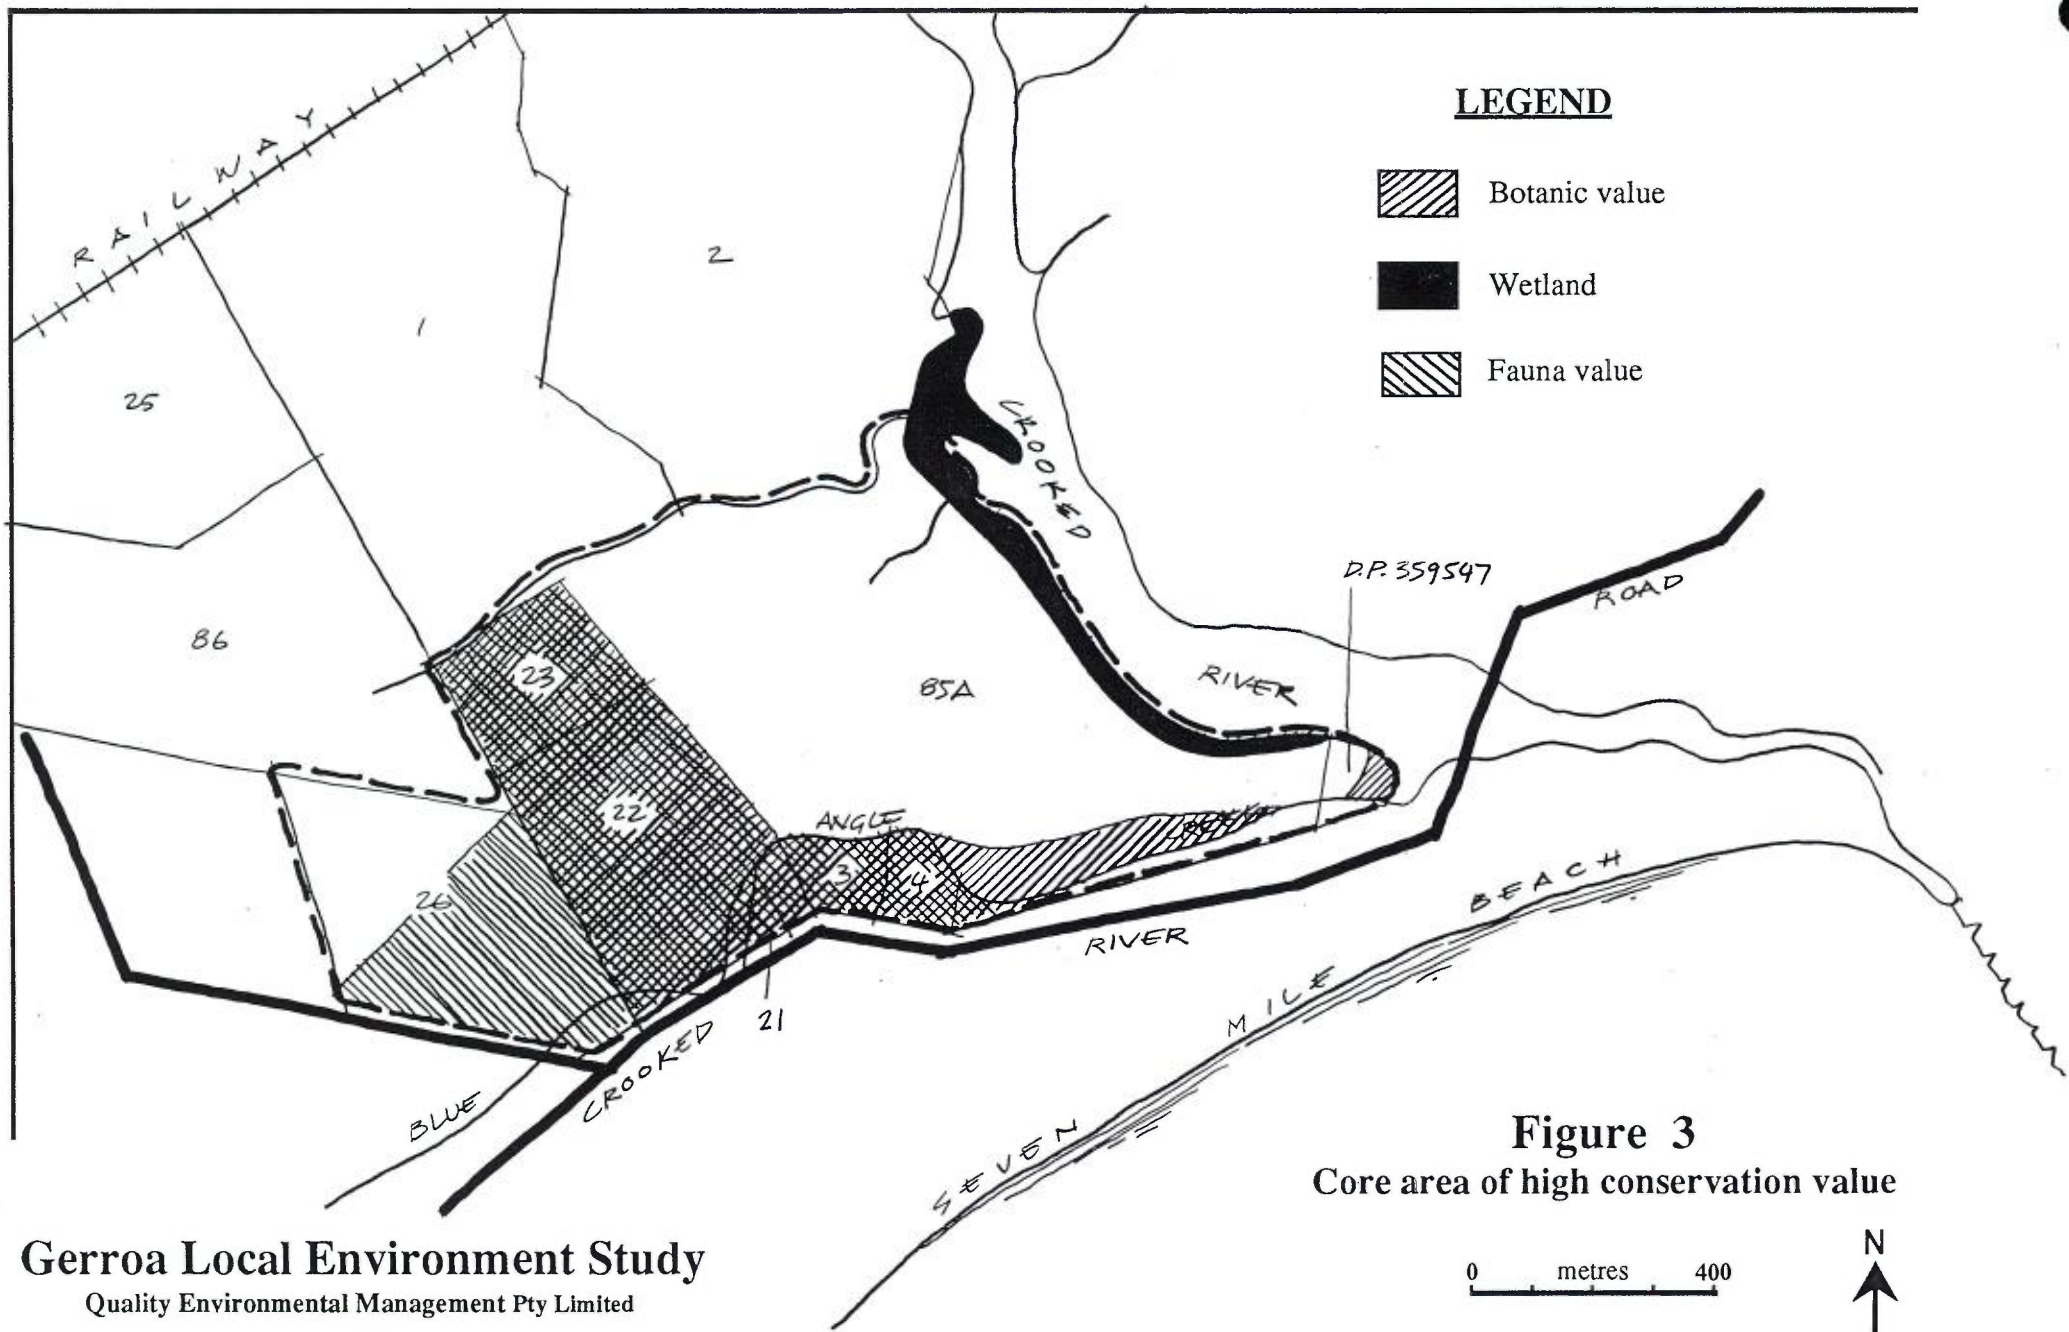 RAILWAY
LEGEND
Botanic value
Wetland
Fauna value
2
1
25
CROOKED
D.P. 359547
ROAD
86
23
85A
RIVER
22
ANGLE
3
4
26
BEACH
RIVER
21
MILE
CROOKED
BLUE
SEVEN
Figure 3
Core area of high conservation value
Gerroa Local Environment Study
Quality Environmental Management Pty Limited
0 metres 400
N